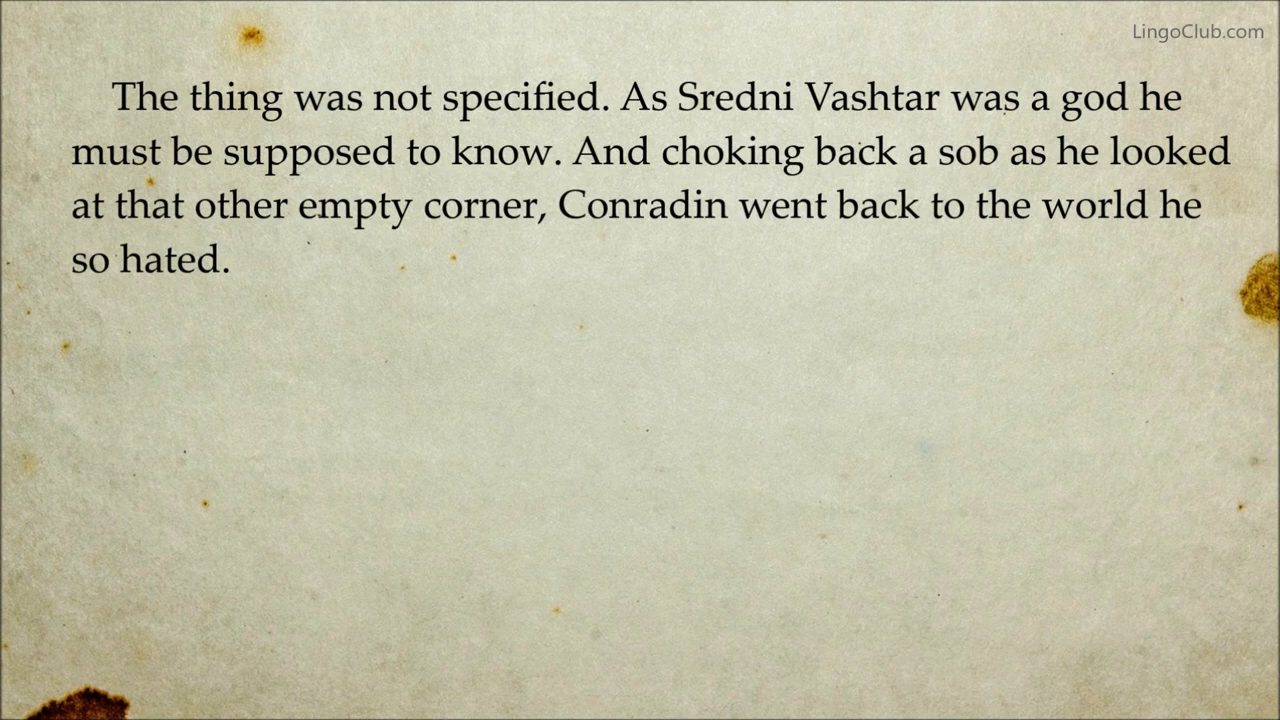 LingoClub.com
The thing was not specified. As Sredni Vashtar was a god he
must be supposed to know. And choking back a sob as he looked
at that other empty corner, Conradin went back to the world he
so hated.